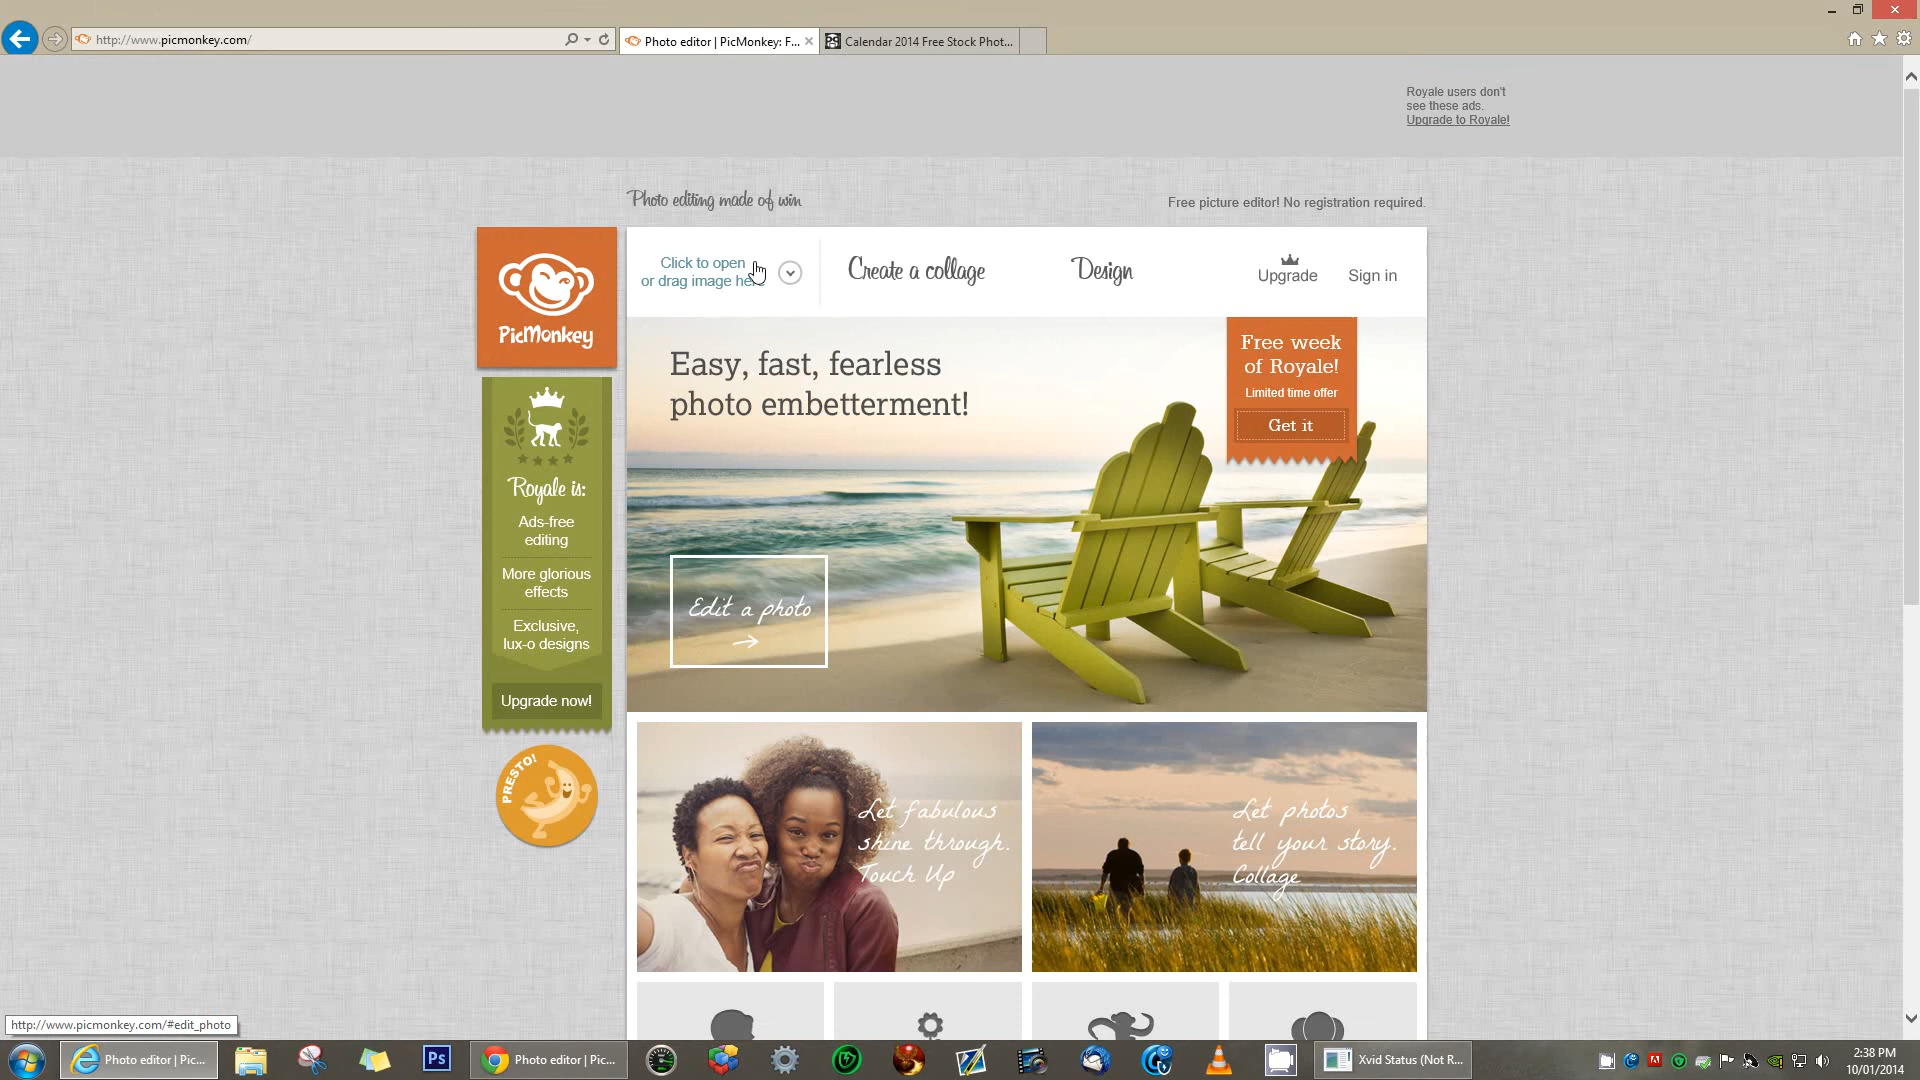 http://www.picmonkey.com/
Photo editor | PicMonkey: F...
Calendar 2014 Free Stock Phot...
Royale users don't
see these ads.
Upgrade to Royale!
Photo editing made of win
Free picture editor! No registration required.
PicMonkey
Click to open
or drag image here
Create a collage
Design
Upgrade
Sign in
Easy, fast, fearless
photo embetterment!
Free week
of Royale!
Limited time offer
Get it
Edit a photo
Royale is:
Ads-free
editing
More glorious
effects
Exclusive,
lux-o designs
Upgrade now!
PRESTO!
Let fabulous
shine through.
Touch Up
Let photos
tell your story.
Collage
http://www.picmonkey.com/#edit_photo
Photo editor | Pic...
Ps
Photo editor | Pic...
Xvid Status (Not R...
2:38 PM
10/01/2014